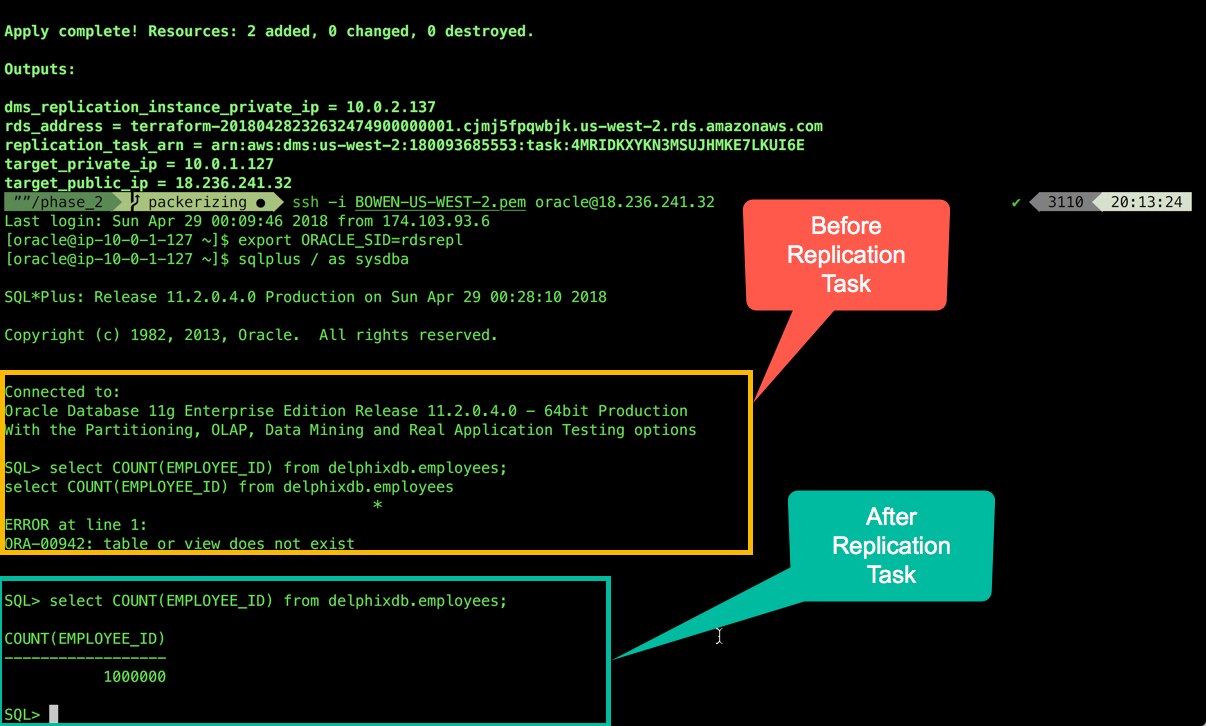 Apply complete! Resources: 2 added, 0 changed, 0 destroyed.
Outputs:
dms_replication_instance_private_ip = 10.0.2.137
rds_address = terraform-20180428232632474900000001.cjmj5fpqwbjk.us-west-2.rds.amazonaws.com
replication_task_arn = arn:aws:dms:us-west-2:180093685553:task:4MRIDKXYKN3MSUJHMKE7LKUI6E
target_private_ip = 10.0.1.127
target_public_ip = 18.236.241.32
""/phase_2 packerizing ● ssh -i BOWEN-US-WEST-2.pem oracle@18.236.241.32 ✔ 3110 20:13:24
Last login: Sun Apr 29 00:09:46 2018 from 174.103.93.6
[oracle@ip-10-0-1-127 ~]$ export ORACLE_SID=rdsrepl
[oracle@ip-10-0-1-127 ~]$ sqlplus / as sysdba
SQL*Plus: Release 11.2.0.4.0 Production on Sun Apr 29 00:28:10 2018
Copyright (c) 1982, 2013, Oracle.  All rights reserved.
Before
Replication
Task
Connected to:
Oracle Database 11g Enterprise Edition Release 11.2.0.4.0 - 64bit Production
With the Partitioning, OLAP, Data Mining and Real Application Testing options
SQL> select COUNT(EMPLOYEE_ID) from delphixdb.employees;
select COUNT(EMPLOYEE_ID) from delphixdb.employees
*
ERROR at line 1:
ORA-00942: table or view does not exist
After
Replication
Task
SQL> select COUNT(EMPLOYEE_ID) from delphixdb.employees;
COUNT(EMPLOYEE_ID)
------------------
1000000
SQL>